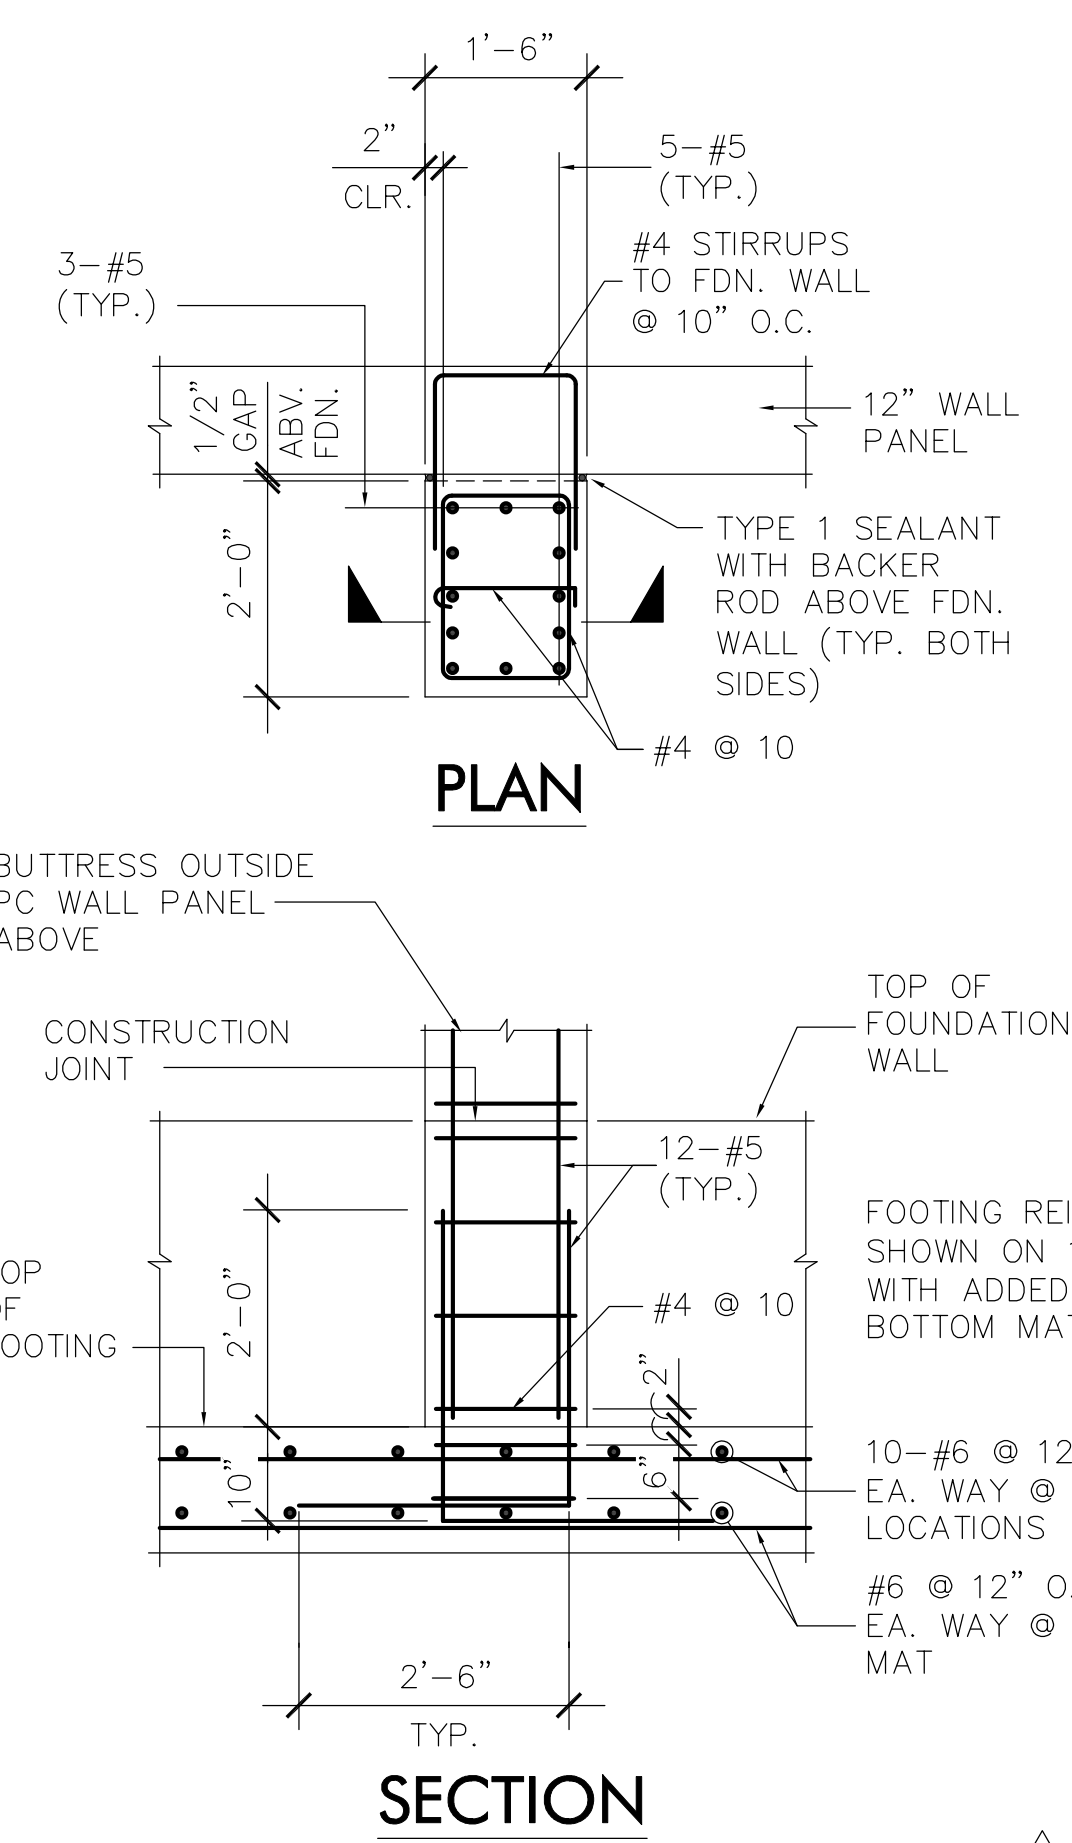 1'-6"
2"
CLR.
5-#5
(TYP.)
3-#5
(TYP.)
#4 STIRRUPS
TO FDN. WALL
@ 10" O.C.
1/2"
GAP
ABV.
FDN.
12" WALL
PANEL
2'-0"
TYPE 1 SEALANT
WITH BACKER
ROD ABOVE FDN.
WALL (TYP. BOTH
SIDES)
#4 @ 10
PLAN
BUTTRESS OUTSIDE
PC WALL PANEL
ABOVE
CONSTRUCTION
JOINT
TOP OF
FOUNDATION
WALL
12-#5
(TYP.)
FOOTING REI
SHOWN ON
WITH ADDED
BOTTOM MAT
2'-0"
OP
OF
OOTING
#4 @ 10
2"
6"
10"
10-#6 @ 12
EA. WAY @
LOCATIONS
#6 @ 12" O.
EA. WAY @
MAT
2'-6"
TYP.
SECTION